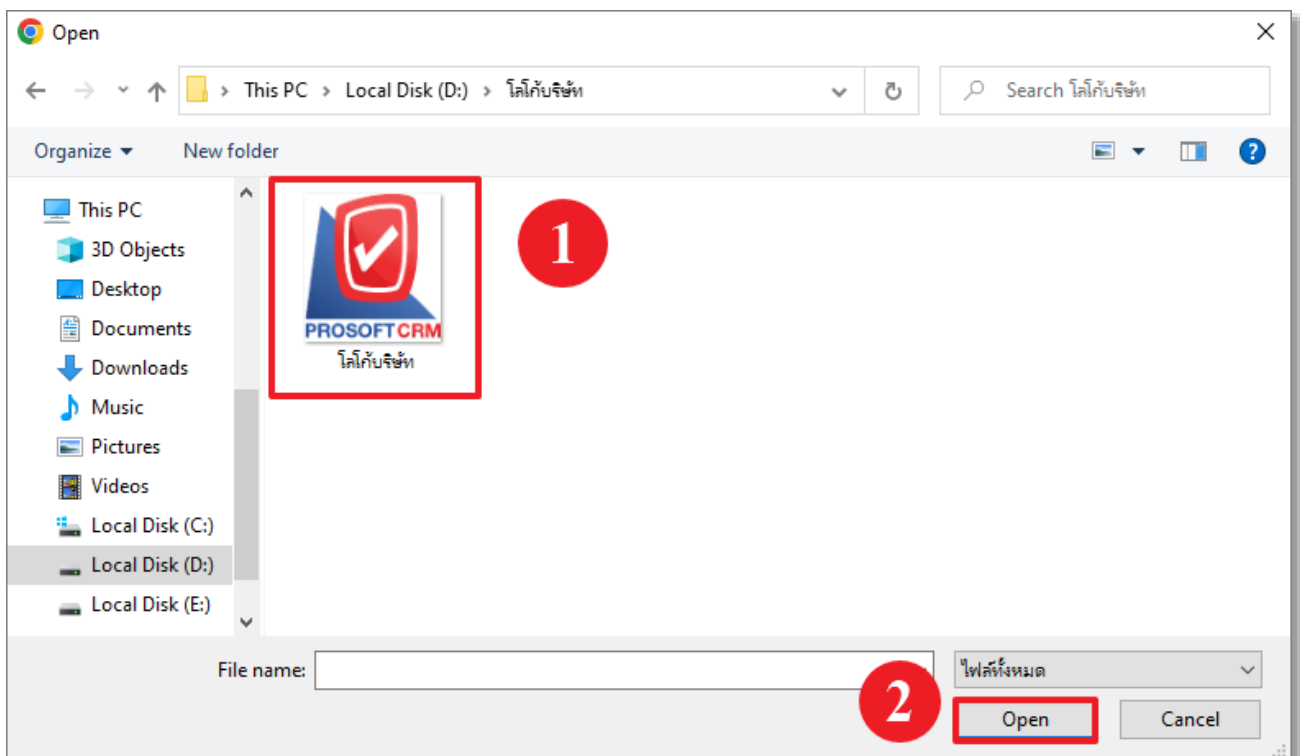 Open
This PC > Local Disk (D:) > โลโก้บริษัท
Search โลโก้บริษัท
Organize
New folder
This PC
3D Objects
Desktop
Documents
Downloads
Music
Pictures
Videos
Local Disk (C:)
Local Disk (D:)
Local Disk (E:)
PROSOFT CRM
โลโก้บริษัท
1
File name:
ไฟล์ทั้งหมด
2
Open
Cancel